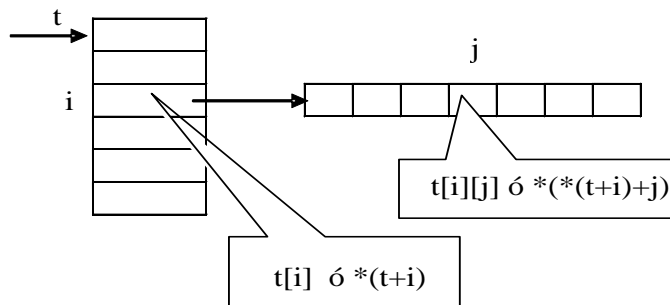 t
j
i
t[i][j] ó *(*(t+i)+j)
t[i] ó *(t+i)